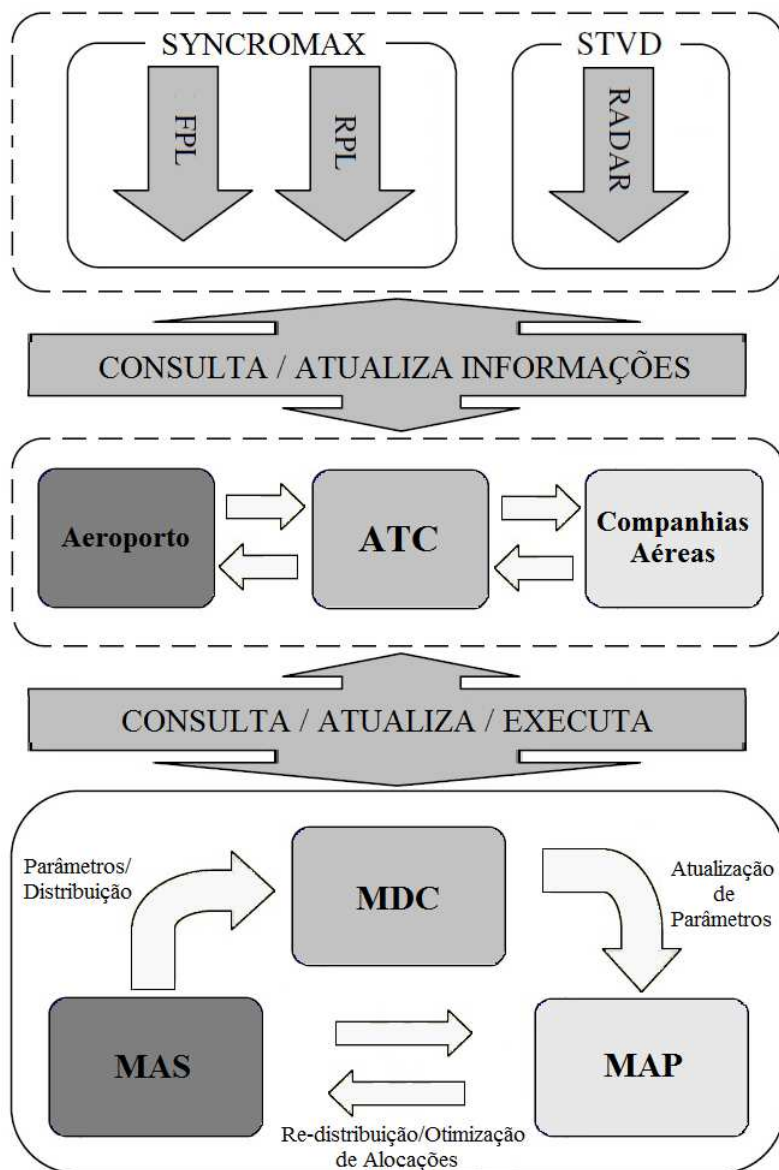 SYNCROMAX
STVD
FPL
RPL
RADAR
CONSULTA / ATUALIZA INFORMAÇÕES
Aeroporto
ATC
Companhias
Aéreas
CONSULTA / ATUALIZA / EXECUTA
Parâmetros/
Distribuição
MDC
Atualização
de
Parâmetros
MAS
MAP
Re-distribuição/Otimização
de Alocações